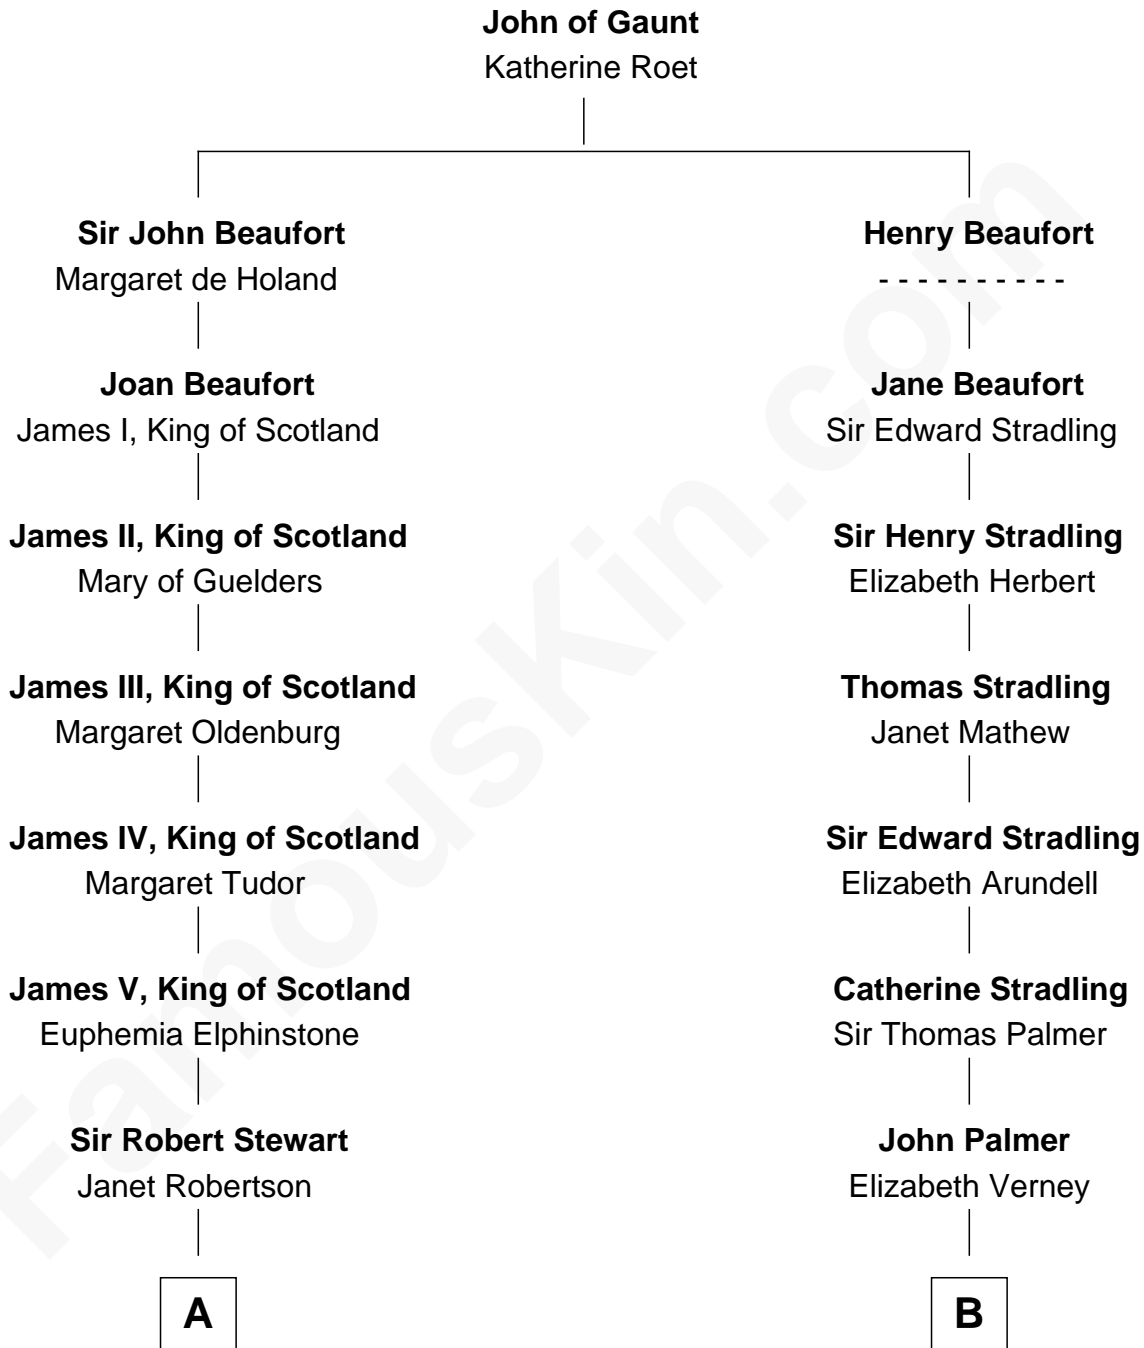 John of Gaunt
Katherine Roet
Sir John Beaufort
Margaret de Holand
Henry Beaufort
- - - - - - - - - -
Joan Beaufort
James I, King of Scotland
Jane Beaufort
Sir Edward Stradling
James II, King of Scotland
Mary of Guelders
Sir Henry Stradling
Elizabeth Herbert
James III, King of Scotland
Margaret Oldenburg
Thomas Stradling
Janet Mathew
James IV, King of Scotland
Margaret Tudor
Sir Edward Stradling
Elizabeth Arundell
James V, King of Scotland
Euphemia Elphinstone
Catherine Stradling
Sir Thomas Palmer
Sir Robert Stewart
Janet Robertson
John Palmer
Elizabeth Verney
A
B
FamousKin.com